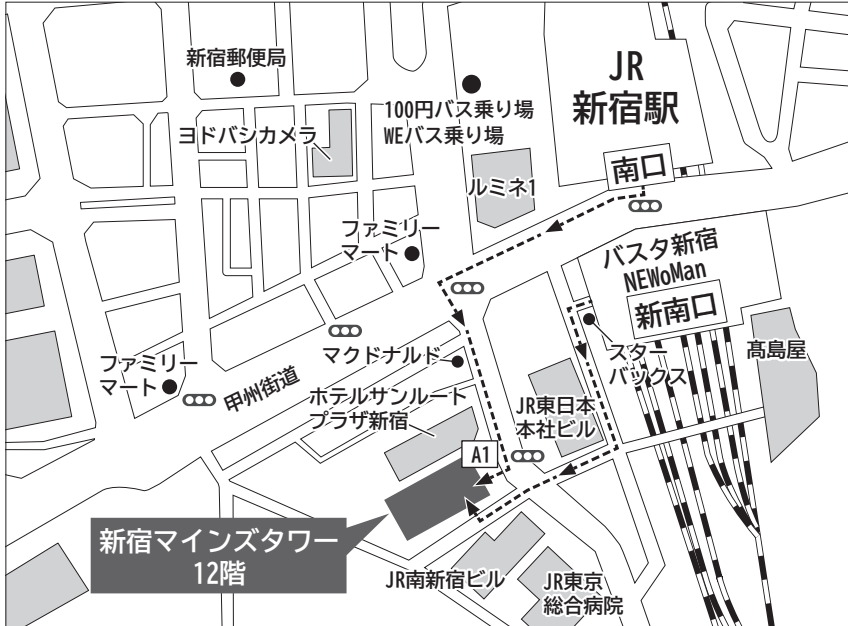 新宿郵便局
ヨドバシカメラ
100円バス乗り場
WEバス乗り場
JR
新宿駅
南口
ルミネ1
ファミリー
マート
バスタ新宿
NEWoMan
新南口
スター
バックス
髙島屋
マクドナルド
ファミリー
マート
甲州街道
ホテルサンルート
プラザ新宿
JR東日本
本社ビル
A1
新宿マインズタワー
12階
JR南新宿ビル
JR東京
総合病院